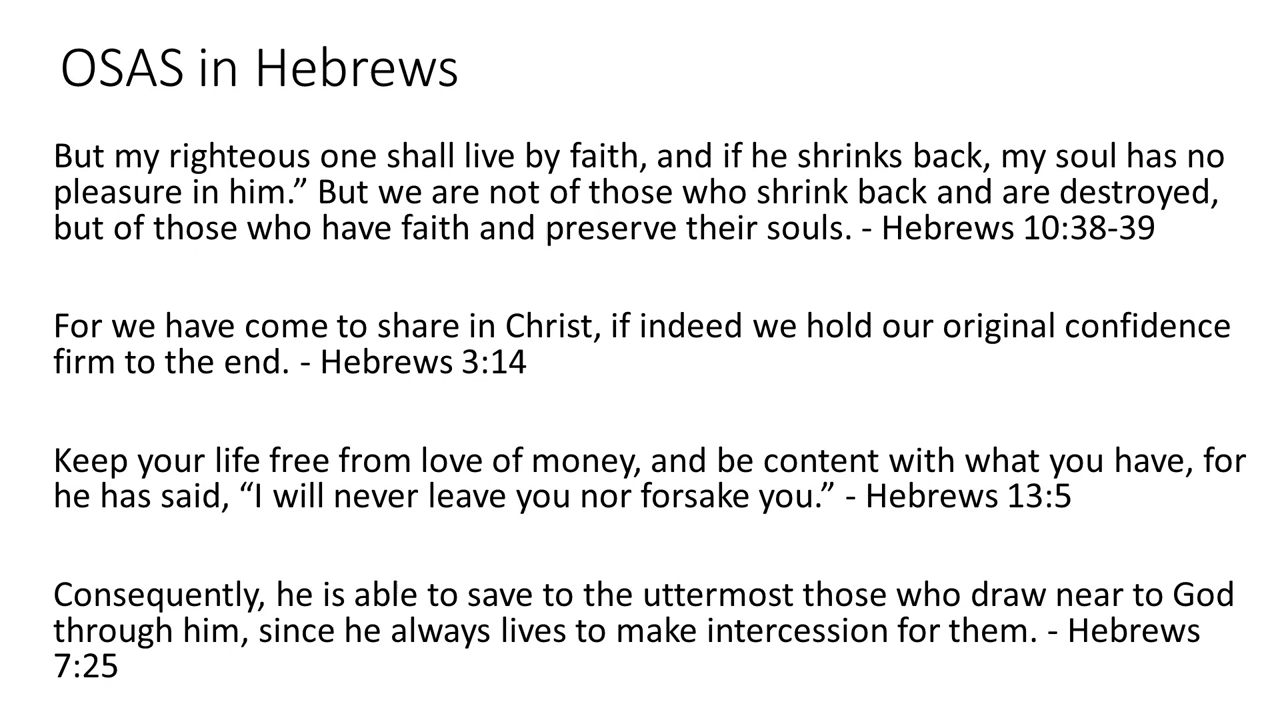 OSAS in Hebrews
But my righteous one shall live by faith, and if he shrinks back, my soul has no
pleasure in him.” But we are not of those who shrink back and are destroyed,
but of those who have faith and preserve their souls. - Hebrews 10:38-39
For we have come to share in Christ, if indeed we hold our original confidence
firm to the end. - Hebrews 3:14
Keep your life free from love of money, and be content with what you have, for
he has said, “I will never leave you nor forsake you.” - Hebrews 13:5
Consequently, he is able to save to the uttermost those who draw near to God
through him, since he always lives to make intercession for them. - Hebrews
7:25